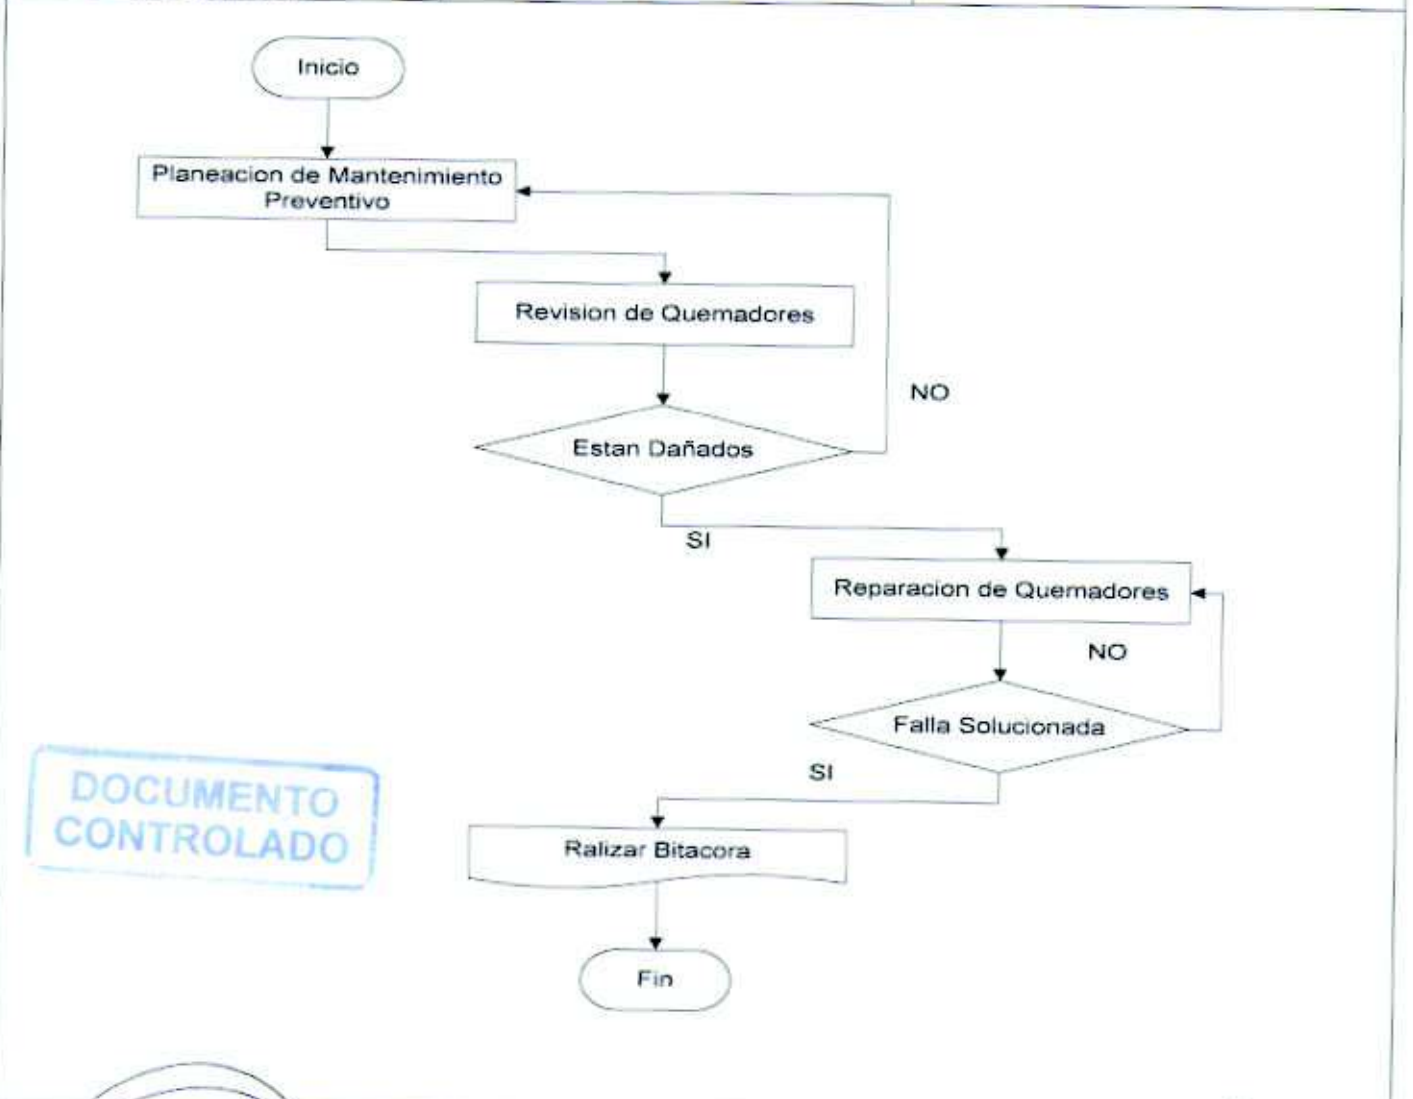 Inicio
Planeacion de Mantenimiento
Preventivo
Revision de Quemadores
NO
Estan Dañados
SI
Reparacion de Quemadores
NO
Falla Solucionada
SI
DOCUMENTO
CONTROLADO
Ralizar Bitacora
Fin